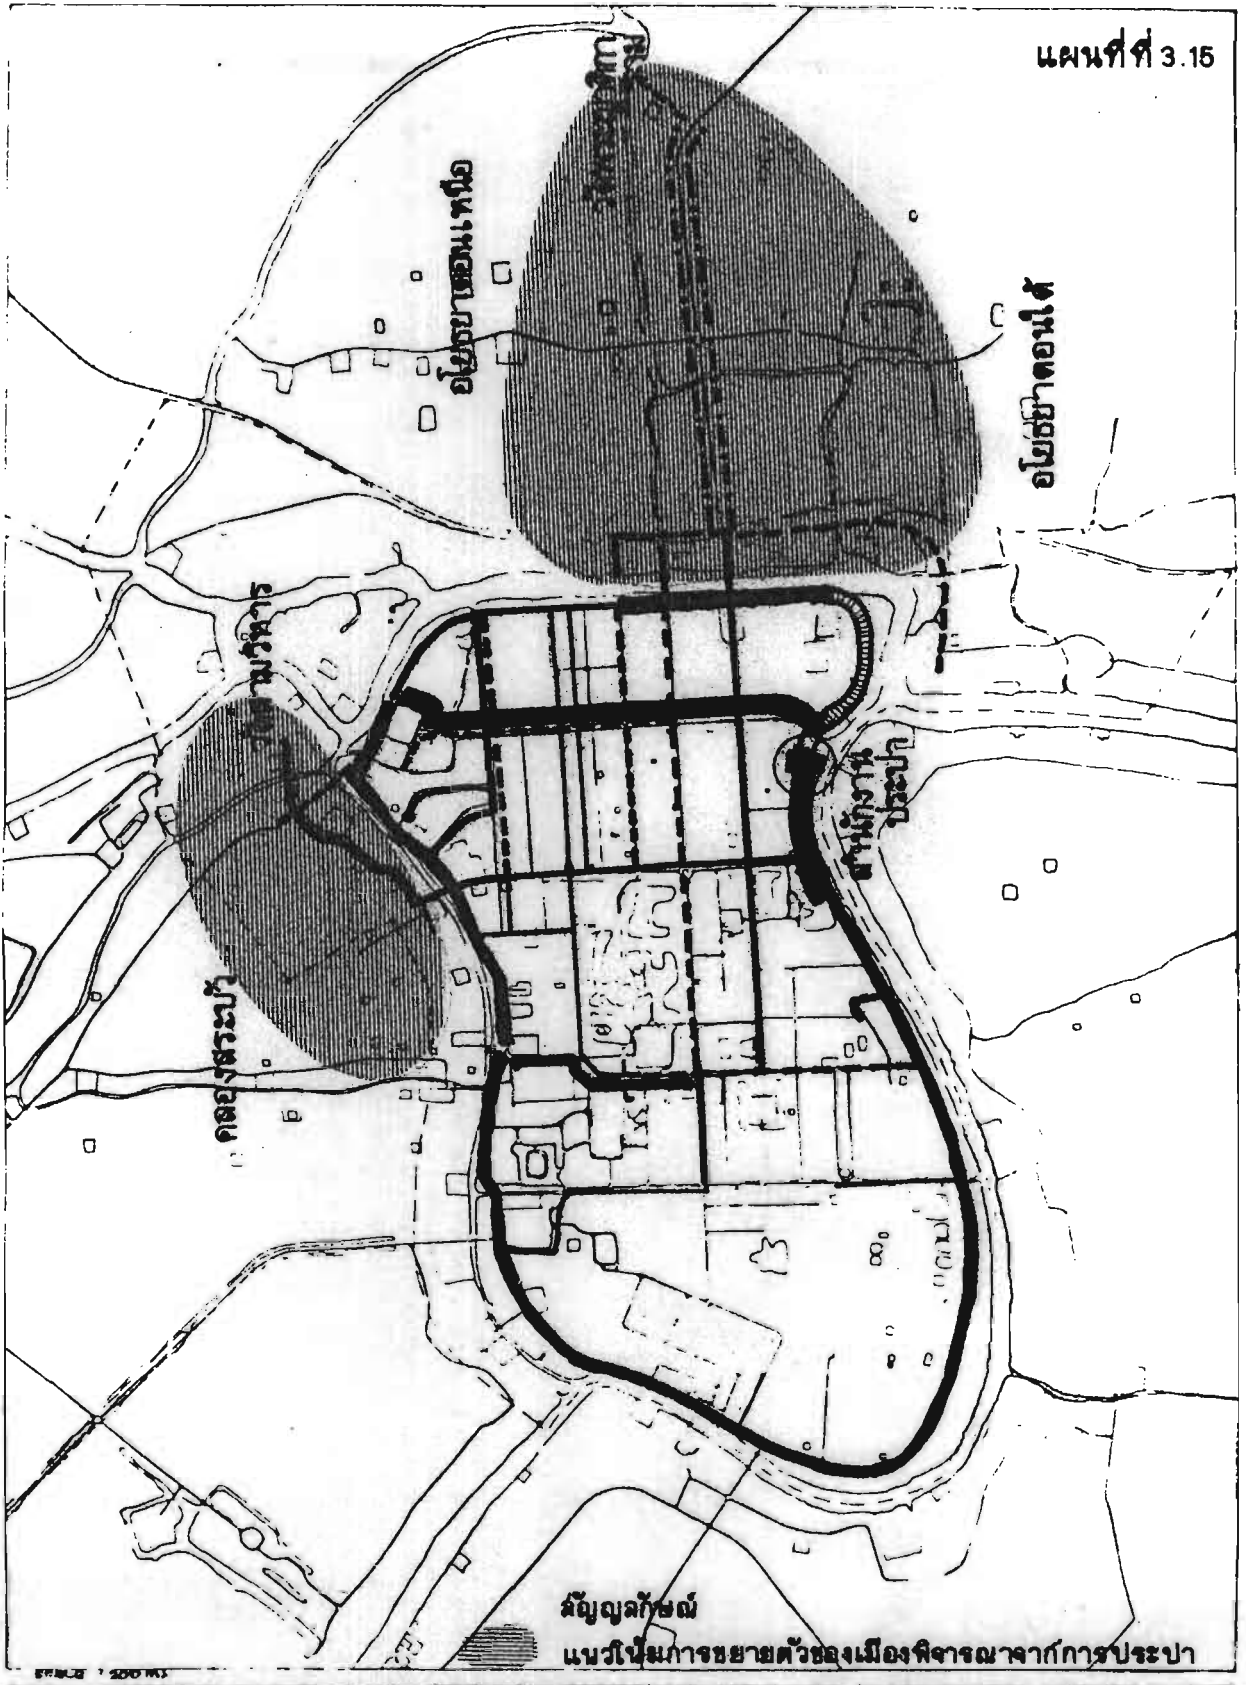 แผนที่ที่ 3.15
อโยธยาตอนเหนือ
อโยธยาตอนใต้
สำนักงาน
ประปา
คลองสระบัว
สัญญลักษณ์
แนวโน้มการขยายตัวของเมืองพิจารณาจากการประปา